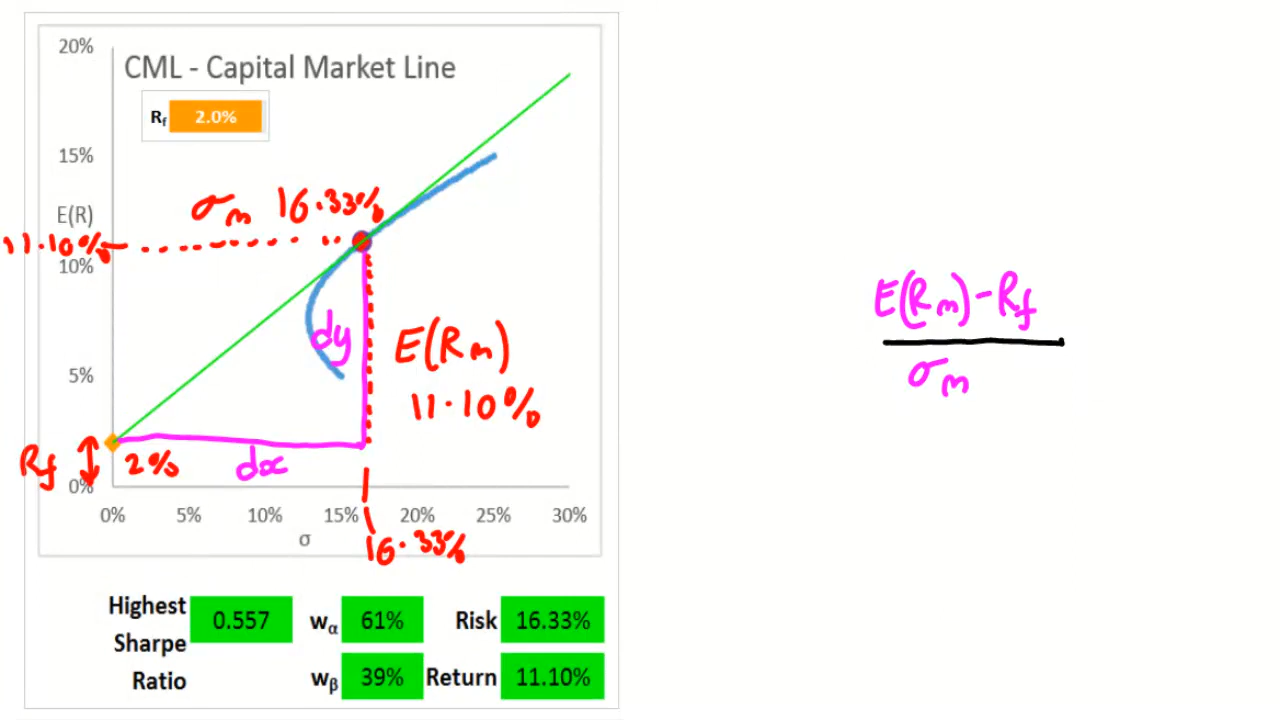 20%
CML - Capital Market Line
Rf 2.0%
15%
σm 16.33%
E(R)
11.10%
10%
E(Rm) - Rf
σm
dy
E(Rm)
11.10%
5%
Rf
2%
dx
0%
0% 5% 10% 15% 20% 25% 30%
σ
16.33%
Highest Sharpe Ratio 0.557
wα 61%
Risk 16.33%
wβ 39%
Return 11.10%